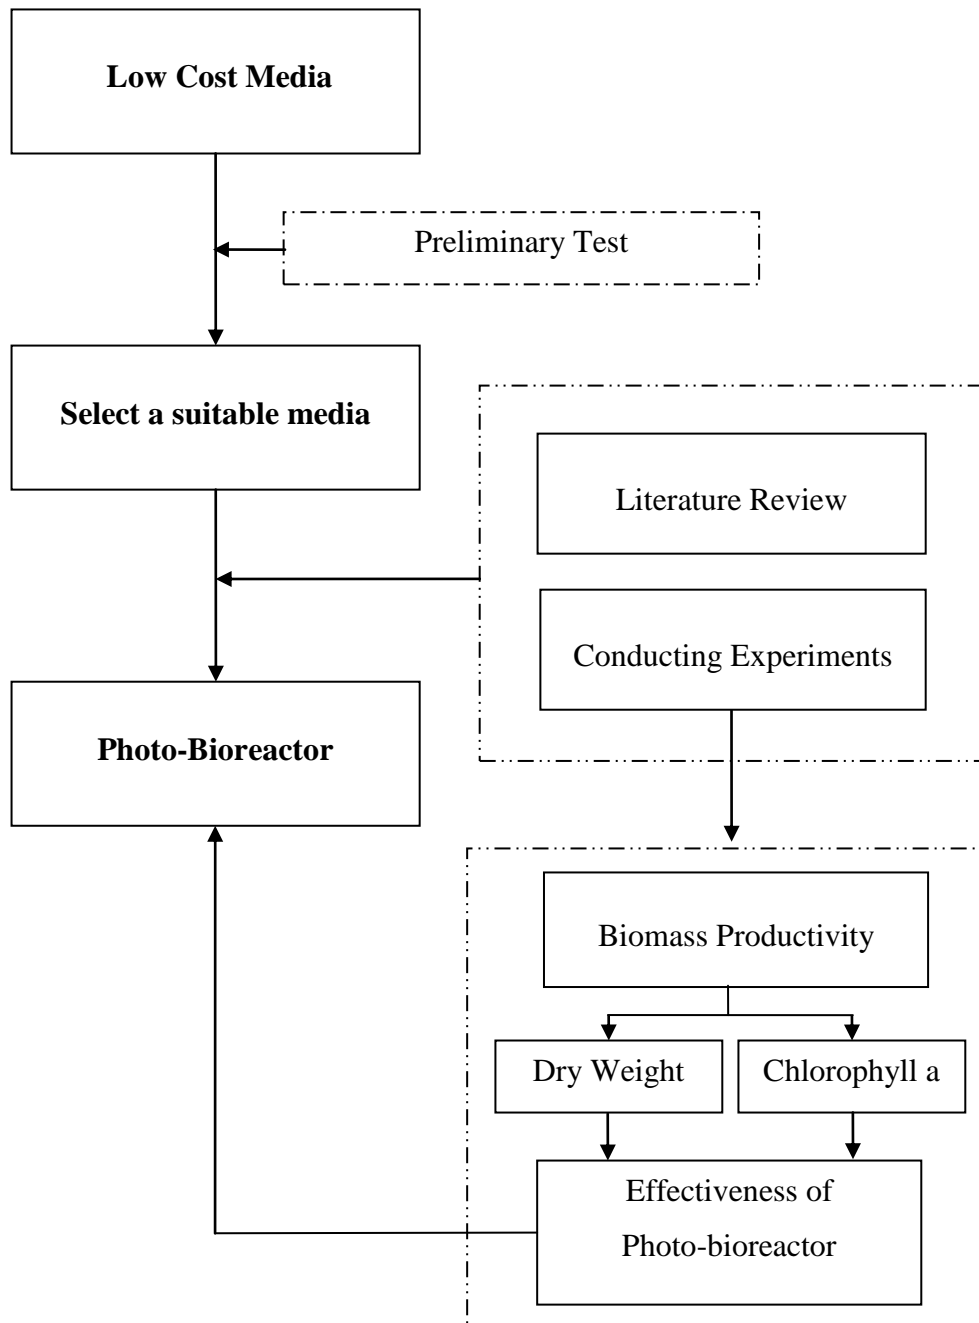 Low Cost Media
Preliminary Test
Select a suitable media
Literature Review
Conducting Experiments
Photo-Bioreactor
Biomass Productivity
Dry Weight
Chlorophyll a
Effectiveness of
Photo-bioreactor